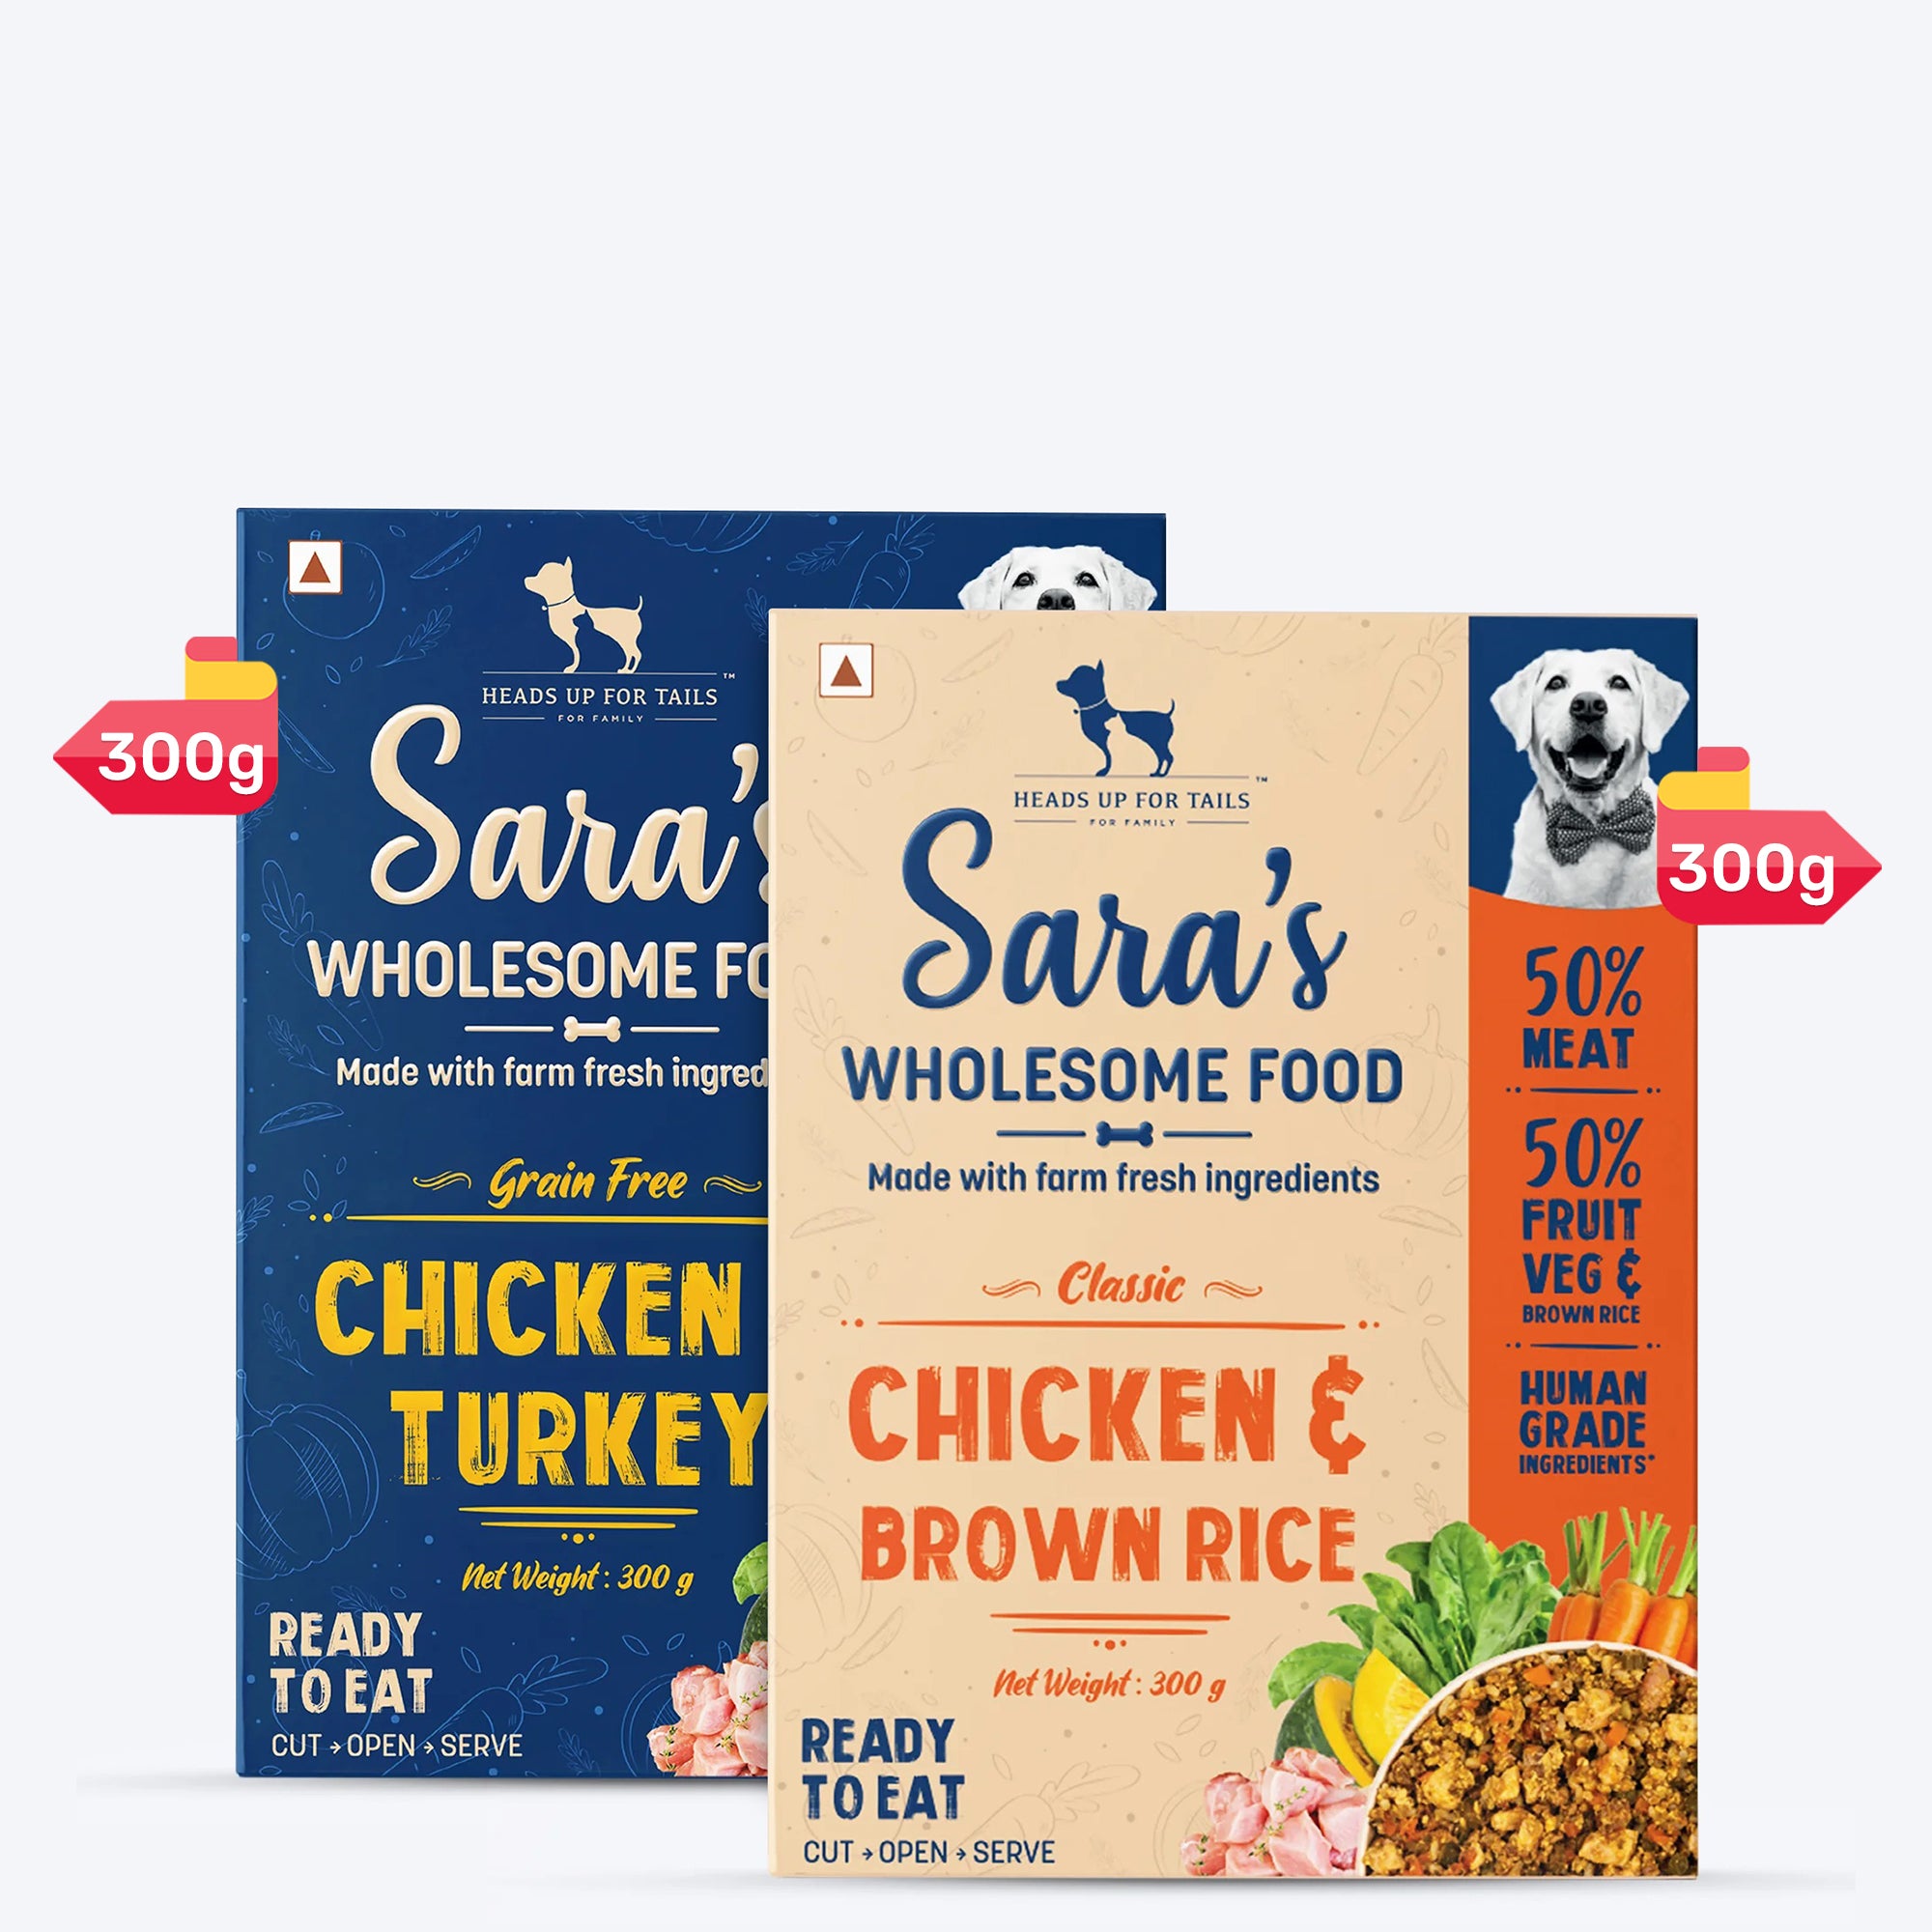 HEADS UP FOR TAILS
™
FOR FAMILY
300g
Sara's
WHOLESOME
Made with farm fresh
Grain Free
CHICKEN
TURKEY
Net Weight : 300 g
READY
TO EAT
CUT → OPEN → SERVE
HEADS UP FOR TAILS
™
FOR FAMILY
Sara's
WHOLESOME FOOD
Made with farm fresh ingredients
Classic
CHICKEN &
BROWN RICE
Net Weight : 300 g
READY
TO EAT
CUT → OPEN → SERVE
300g
50%
MEAT
50%
FRUIT
VEG &
BROWN RICE
HUMAN
GRADE
INGREDIENTS*